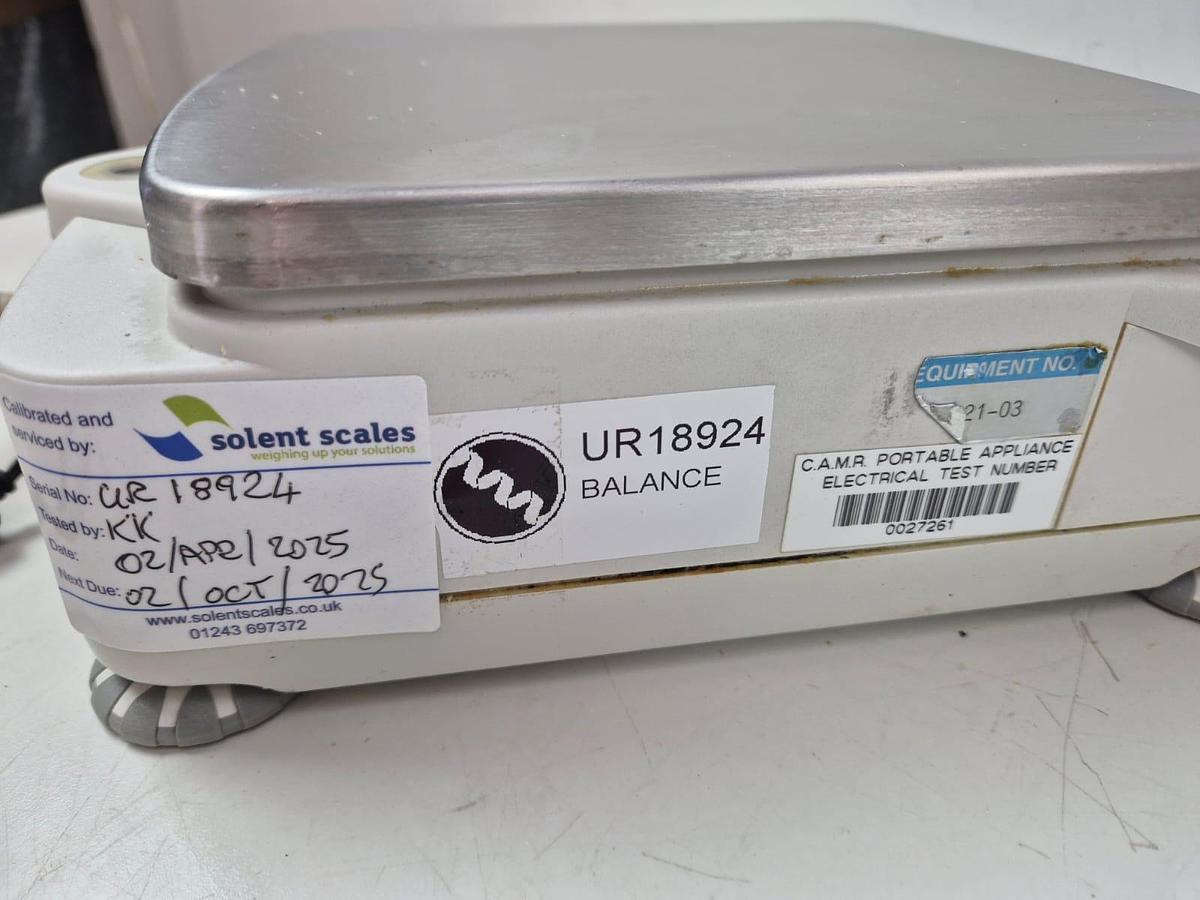 Calibrated and
serviced by:
solent scales
weighing up your solutions
Serial No: UR 18924
Tested by: KK
Date: 02/APR/2025
Next Due: 02/OCT/2025
www.solentscales.co.uk
01243 697372
UR18924
BALANCE
EQUIPMENT NO.
21-03
C.A.M.R. PORTABLE APPLIANCE
ELECTRICAL TEST NUMBER
0027261